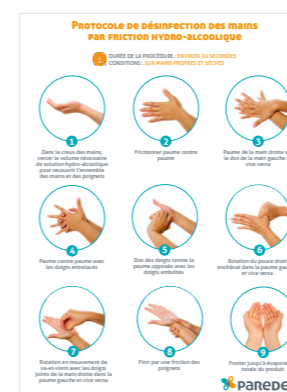 PROTOCOLE DE DÉSINFECTION DES MAINS
PAR FRICTION HYDRO-ALCOOLIQUE
DURÉE DE LA PROCÉDURE : ENVIRON 30 SECONDES
CONDITIONS : SUR MAINS PROPRES ET SÈCHES
1
Dans le creux des mains,
verser le volume nécessaire
de solution hydro-alcoolique
pour recouvrir l'ensemble
des mains et des poignets
2
Frictionner paume contre
paume
3
Paume de la main droite
le dos de la main gauche
vice versa
4
Paume contre paume avec
les doigts entrelacés
5
Dos des doigts contre la
paume opposée avec les
doigts emboîtés
6
Rotation du pouce droit
enchâssé dans la paume
et vice versa
7
Rotation en mouvement de
va-et-vient avec les doigts
joints de la main droite dans la
paume gauche et vice versa
8
Finir par une friction des
poignets
9
Frotter jusqu'à
totale du produit
PAREDE